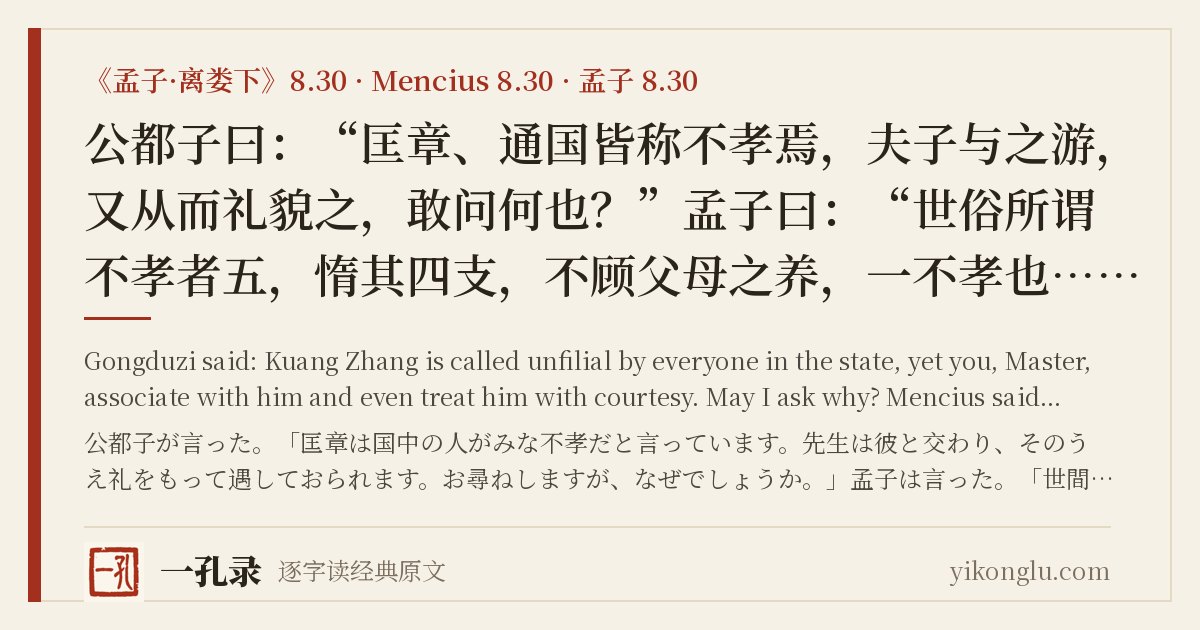 《孟子·离娄下》8.30 · Mencius 8.30 · 孟子 8.30
公都子曰：“匡章、通国皆称不孝焉，夫子与之游，
又从而礼貌之，敢问何也？”孟子曰：“世俗所谓
不孝者五，惰其四支，不顾父母之养，一不孝也……
Gongduzi said: Kuang Zhang is called unfilial by everyone in the state, yet you, Master,
associate with him and even treat him with courtesy. May I ask why? Mencius said...
公都子が言った。「匡章は国中の人がみな不孝だと言っています。先生は彼と交わり、そのう
え礼をもって遇しておられます。お尋ねしますが、なぜでしょうか。」孟子は言った。「世間…
一孔
一孔录 逐字读经典原文
yikonglu.com